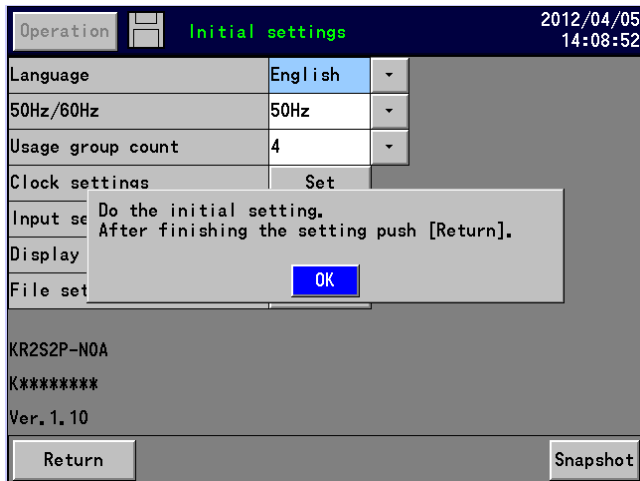 Operation
Initial settings
2012/04/05
14:08:52
Language English
50Hz/60Hz 50Hz
Usage group count 4
Clock settings Set
Input se
Display
File set
Do the initial setting.
After finishing the setting push [Return].
OK
KR2S2P-N0A
K********
Ver.1.10
Return
Snapshot